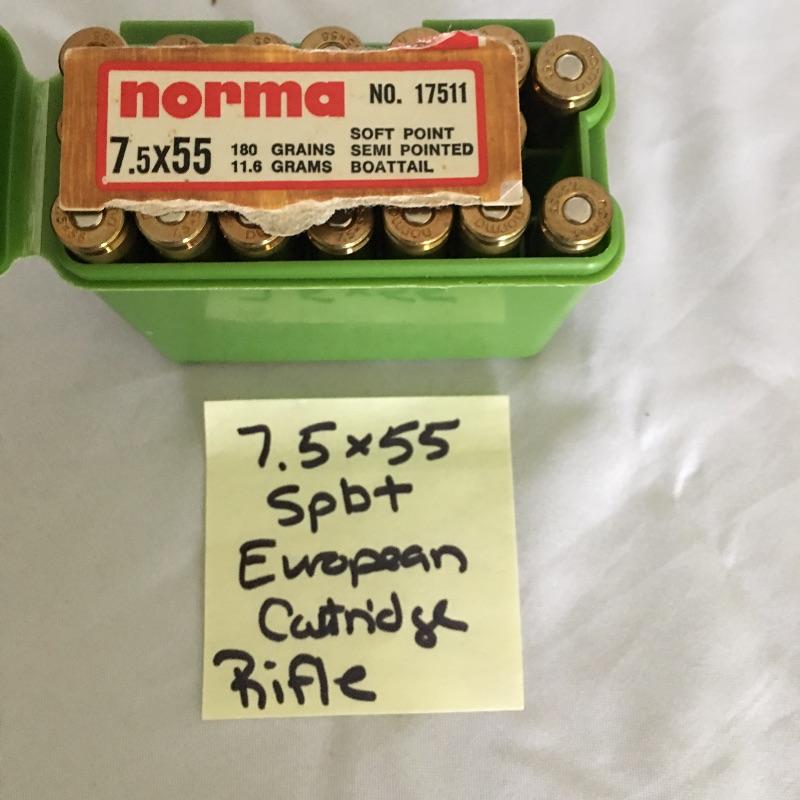 norma NO. 17511
7.5x55 180 GRAINS SOFT POINT
11.6 GRAMS SEMI POINTED
BOATTAIL
7.5x55
Spbt
European
Cartridge
Rifle